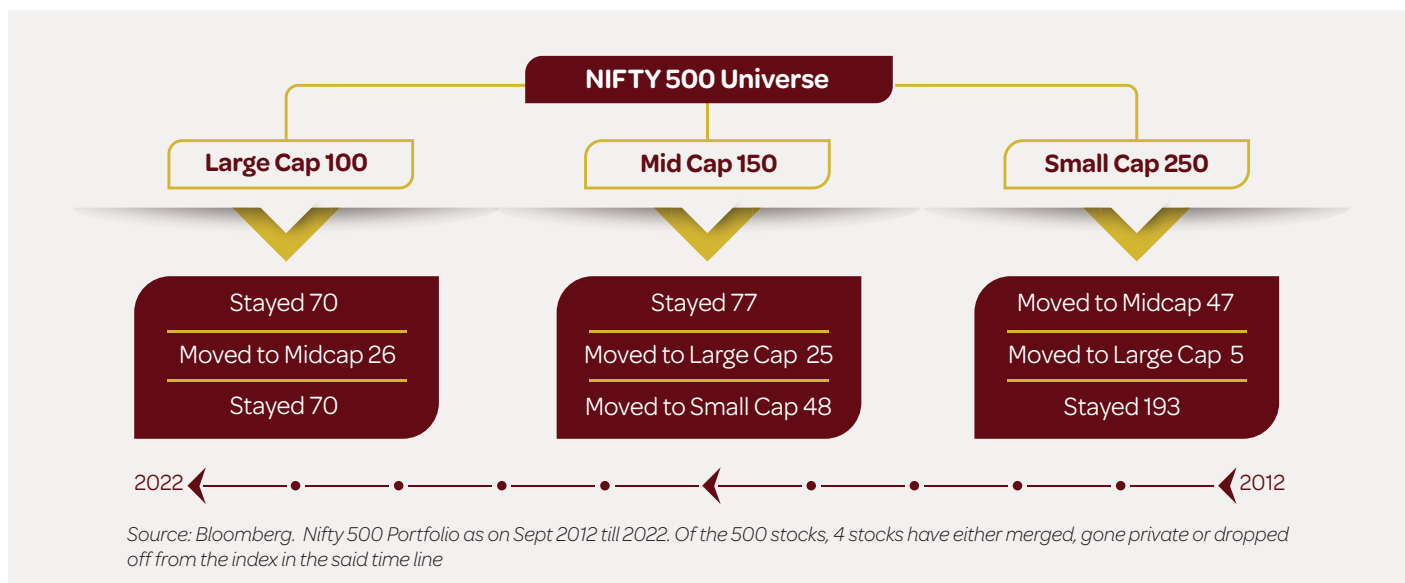 NIFTY 500 Universe
Large Cap 100
Mid Cap 150
Small Cap 250
Stayed 70
Moved to Midcap 26
Stayed 70
Stayed 77
Moved to Large Cap 25
Moved to Small Cap 48
Moved to Midcap 47
Moved to Large Cap 5
Stayed 193
2022
2012
Source: Bloomberg. Nifty 500 Portfolio as on Sept 2012 till 2022. Of the 500 stocks, 4 stocks have either merged, gone private or dropped
off from the index in the said time line